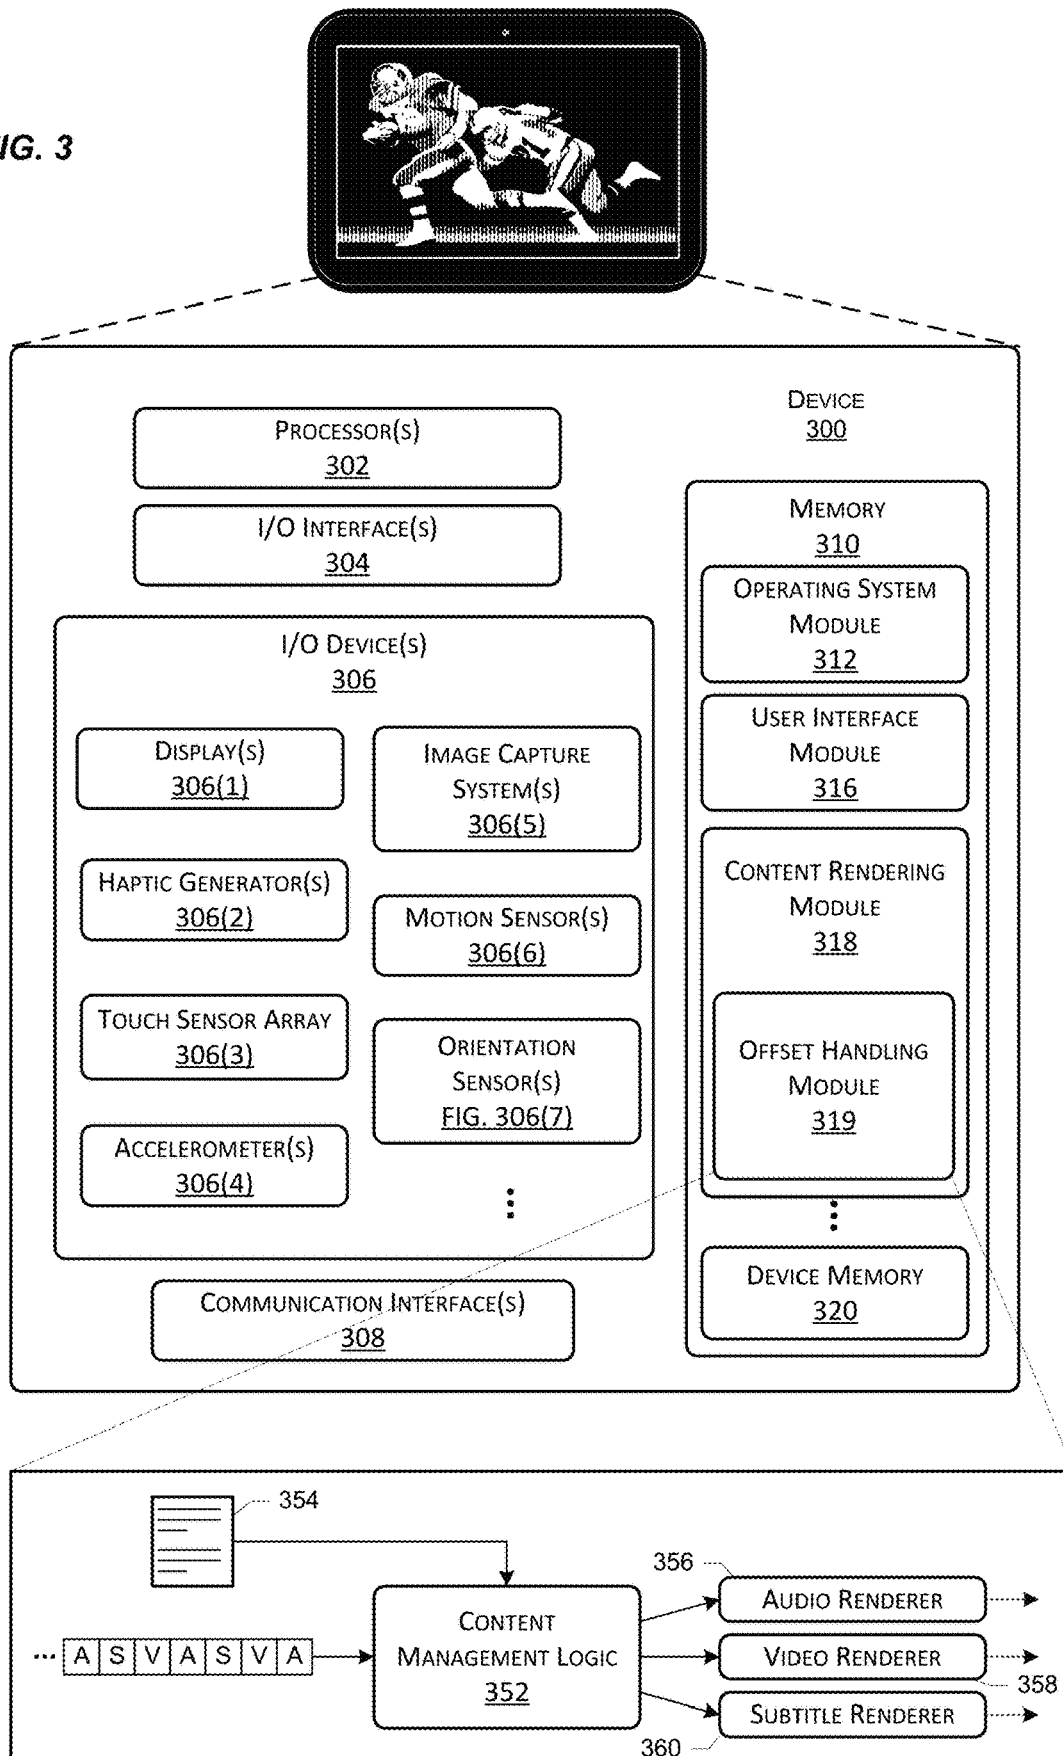 IG. 3
21
DEVICE
300
PROCESSOR(S)
302
I/O INTERFACE(S)
304
I/O DEVICE(S)
306
DISPLAY(S)
306(1)
HAPTIC GENERATOR(S)
306(2)
TOUCH SENSOR ARRAY
306(3)
ACCELEROMETER(S)
306(4)
IMAGE CAPTURE
SYSTEM(S)
306(5)
MOTION SENSOR(S)
306(6)
ORIENTATION
SENSOR(S)
FIG. 306(7)
...
COMMUNICATION INTERFACE(S)
308
MEMORY
310
OPERATING SYSTEM
MODULE
312
USER INTERFACE
MODULE
316
CONTENT RENDERING
MODULE
318
OFFSET HANDLING
MODULE
319
...
DEVICE MEMORY
320
354
... A S V A S V A
CONTENT
MANAGEMENT LOGIC
352
356
AUDIO RENDERER
VIDEO RENDERER
358
SUBTITLE RENDERER
360